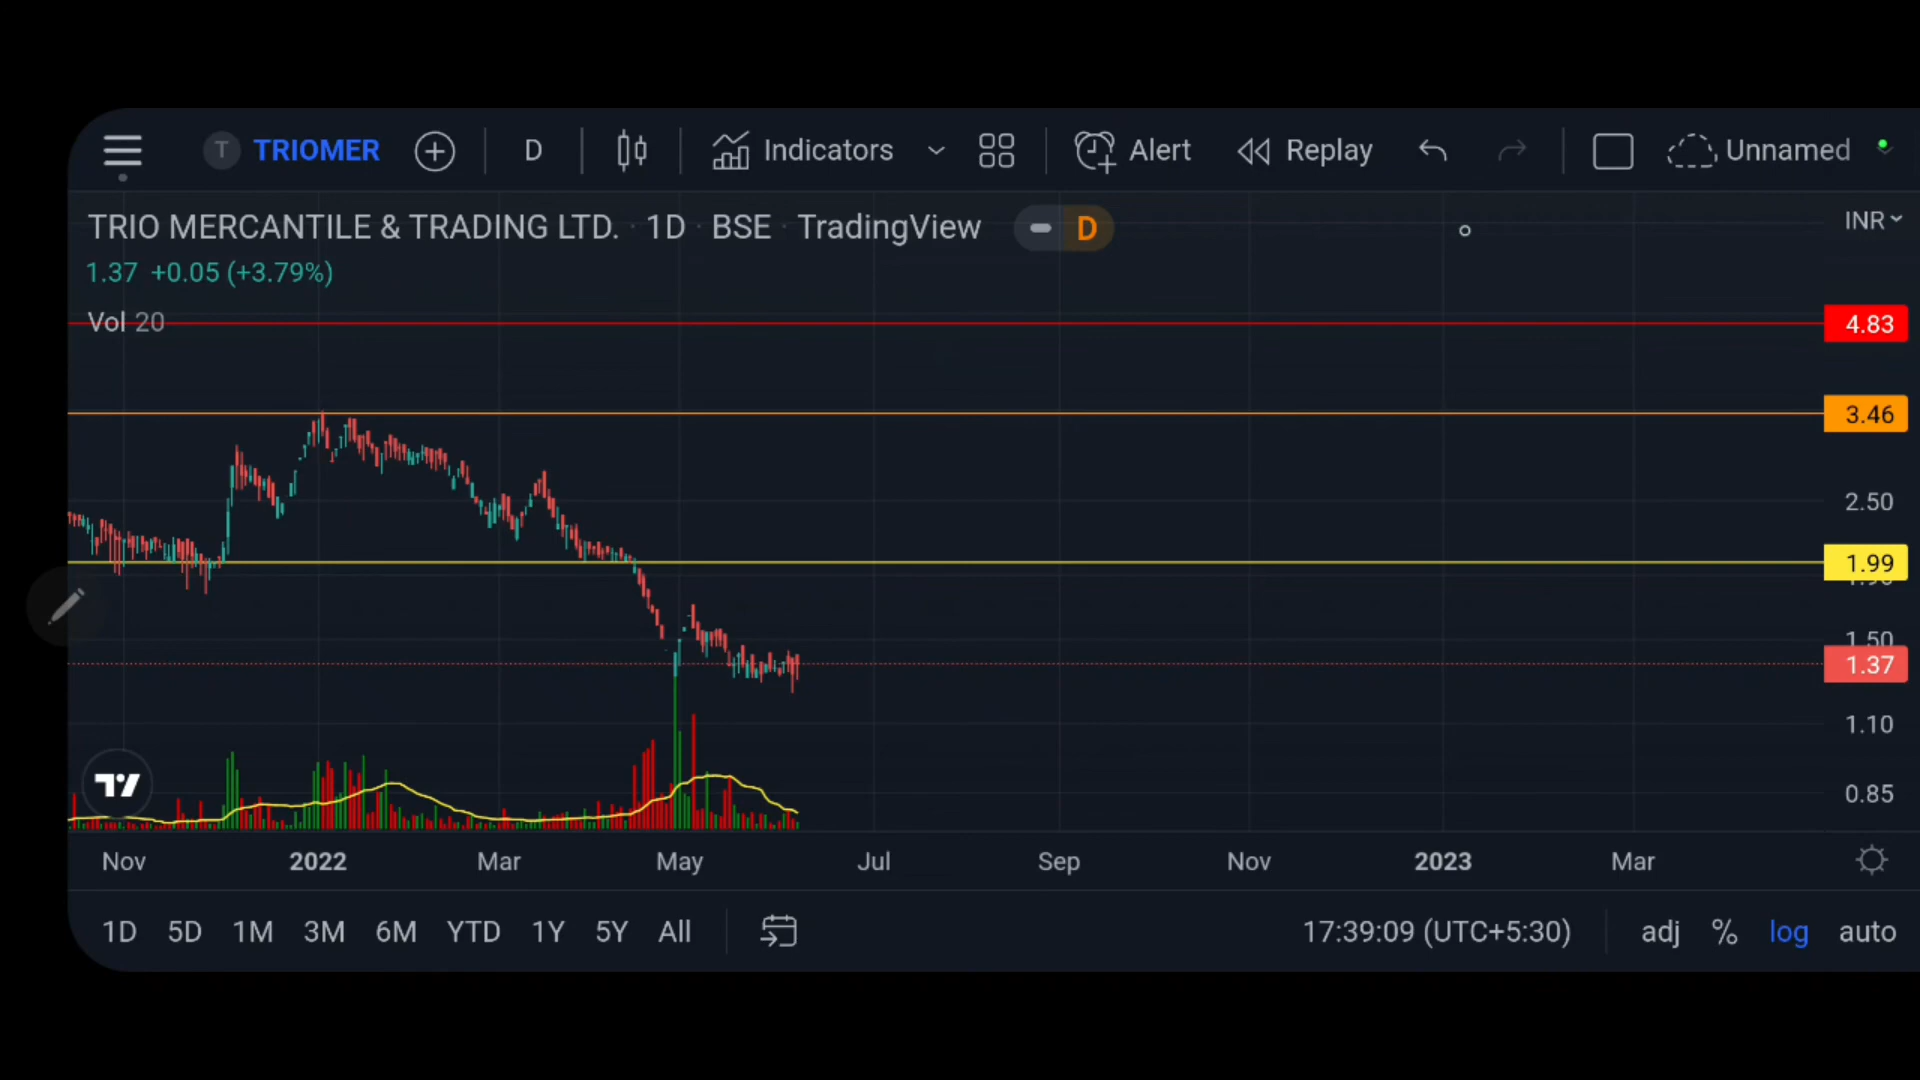 T TRIOMER D Indicators Alert Replay Unnamed
TRIO MERCANTILE & TRADING LTD. · 1D · BSE · TradingView D
INR
1.37 +0.05 (+3.79%)
Vol 20
4.83
3.46
2.50
1.99
1.90
1.50
1.37
1.10
0.85
Nov 2022 Mar May Jul Sep Nov 2023 Mar
1D 5D 1M 3M 6M YTD 1Y 5Y All 17:39:09 (UTC+5:30) adj % log auto